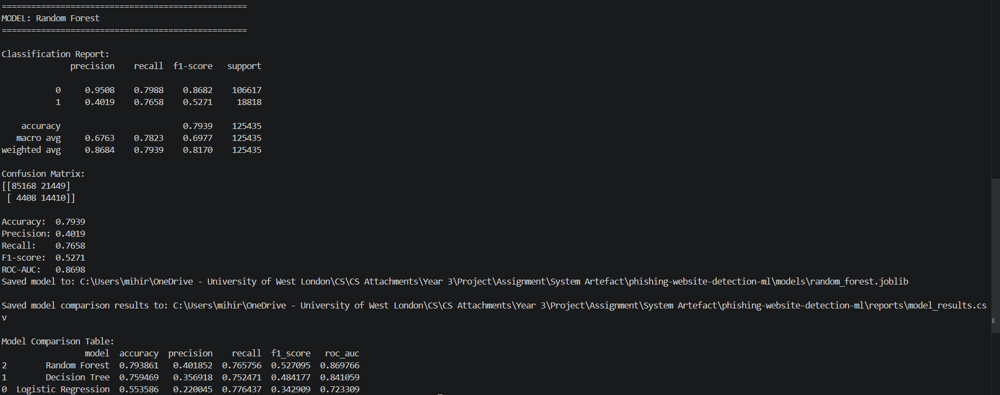 ==================================================
MODEL: Random Forest
==================================================
Classification Report:
precision recall f1-score support
0 0.9508 0.7988 0.8682 106617
1 0.4019 0.7658 0.5271 18818
accuracy 0.7939 125435
macro avg 0.6763 0.7823 0.6977 125435
weighted avg 0.8684 0.7939 0.8170 125435
Confusion Matrix:
[[85168 21449]
[ 4408 14410]]
Accuracy: 0.7939
Precision: 0.4019
Recall: 0.7658
F1-score: 0.5271
ROC-AUC: 0.8698
Saved model to: C:\Users\mihir\OneDrive - University of West London\CS\CS Attachments\Year 3\Project\Assignment\System Artefact\phishing-website-detection-ml\models\random_forest.joblib
Saved model comparison results to: C:\Users\mihir\OneDrive - University of West London\CS\CS Attachments\Year 3\Project\Assignment\System Artefact\phishing-website-detection-ml\reports\model_results.cs
v
Model Comparison Table:
model accuracy precision recall f1_score roc_auc
2 Random Forest 0.793861 0.401852 0.765756 0.527095 0.869766
1 Decision Tree 0.759469 0.356918 0.752471 0.484177 0.841059
0 Logistic Regression 0.553586 0.220045 0.776437 0.342909 0.723309